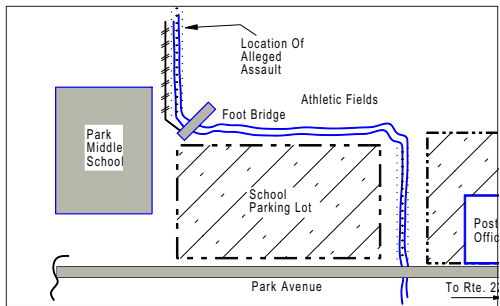 Location Of
Alleged
Assault
Athletic Fields
Foot Bridge
Park
Middle
School
School
Parking Lot
Post
Offic
Park Avenue
To Rte. 2